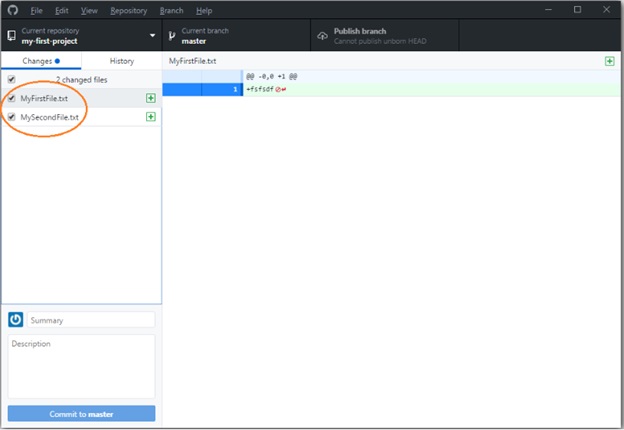 File Edit View Repository Branch Help
Current repository
my-first-project
Current branch
master
Publish branch
Cannot publish unborn HEAD
Changes
History
2 changed files
MyFirstFile.txt
MySecondFile.txt
MyFirstFile.txt
@@ -0,0 +1 @@
1 +fsfsdf
Summary
Description
Commit to master